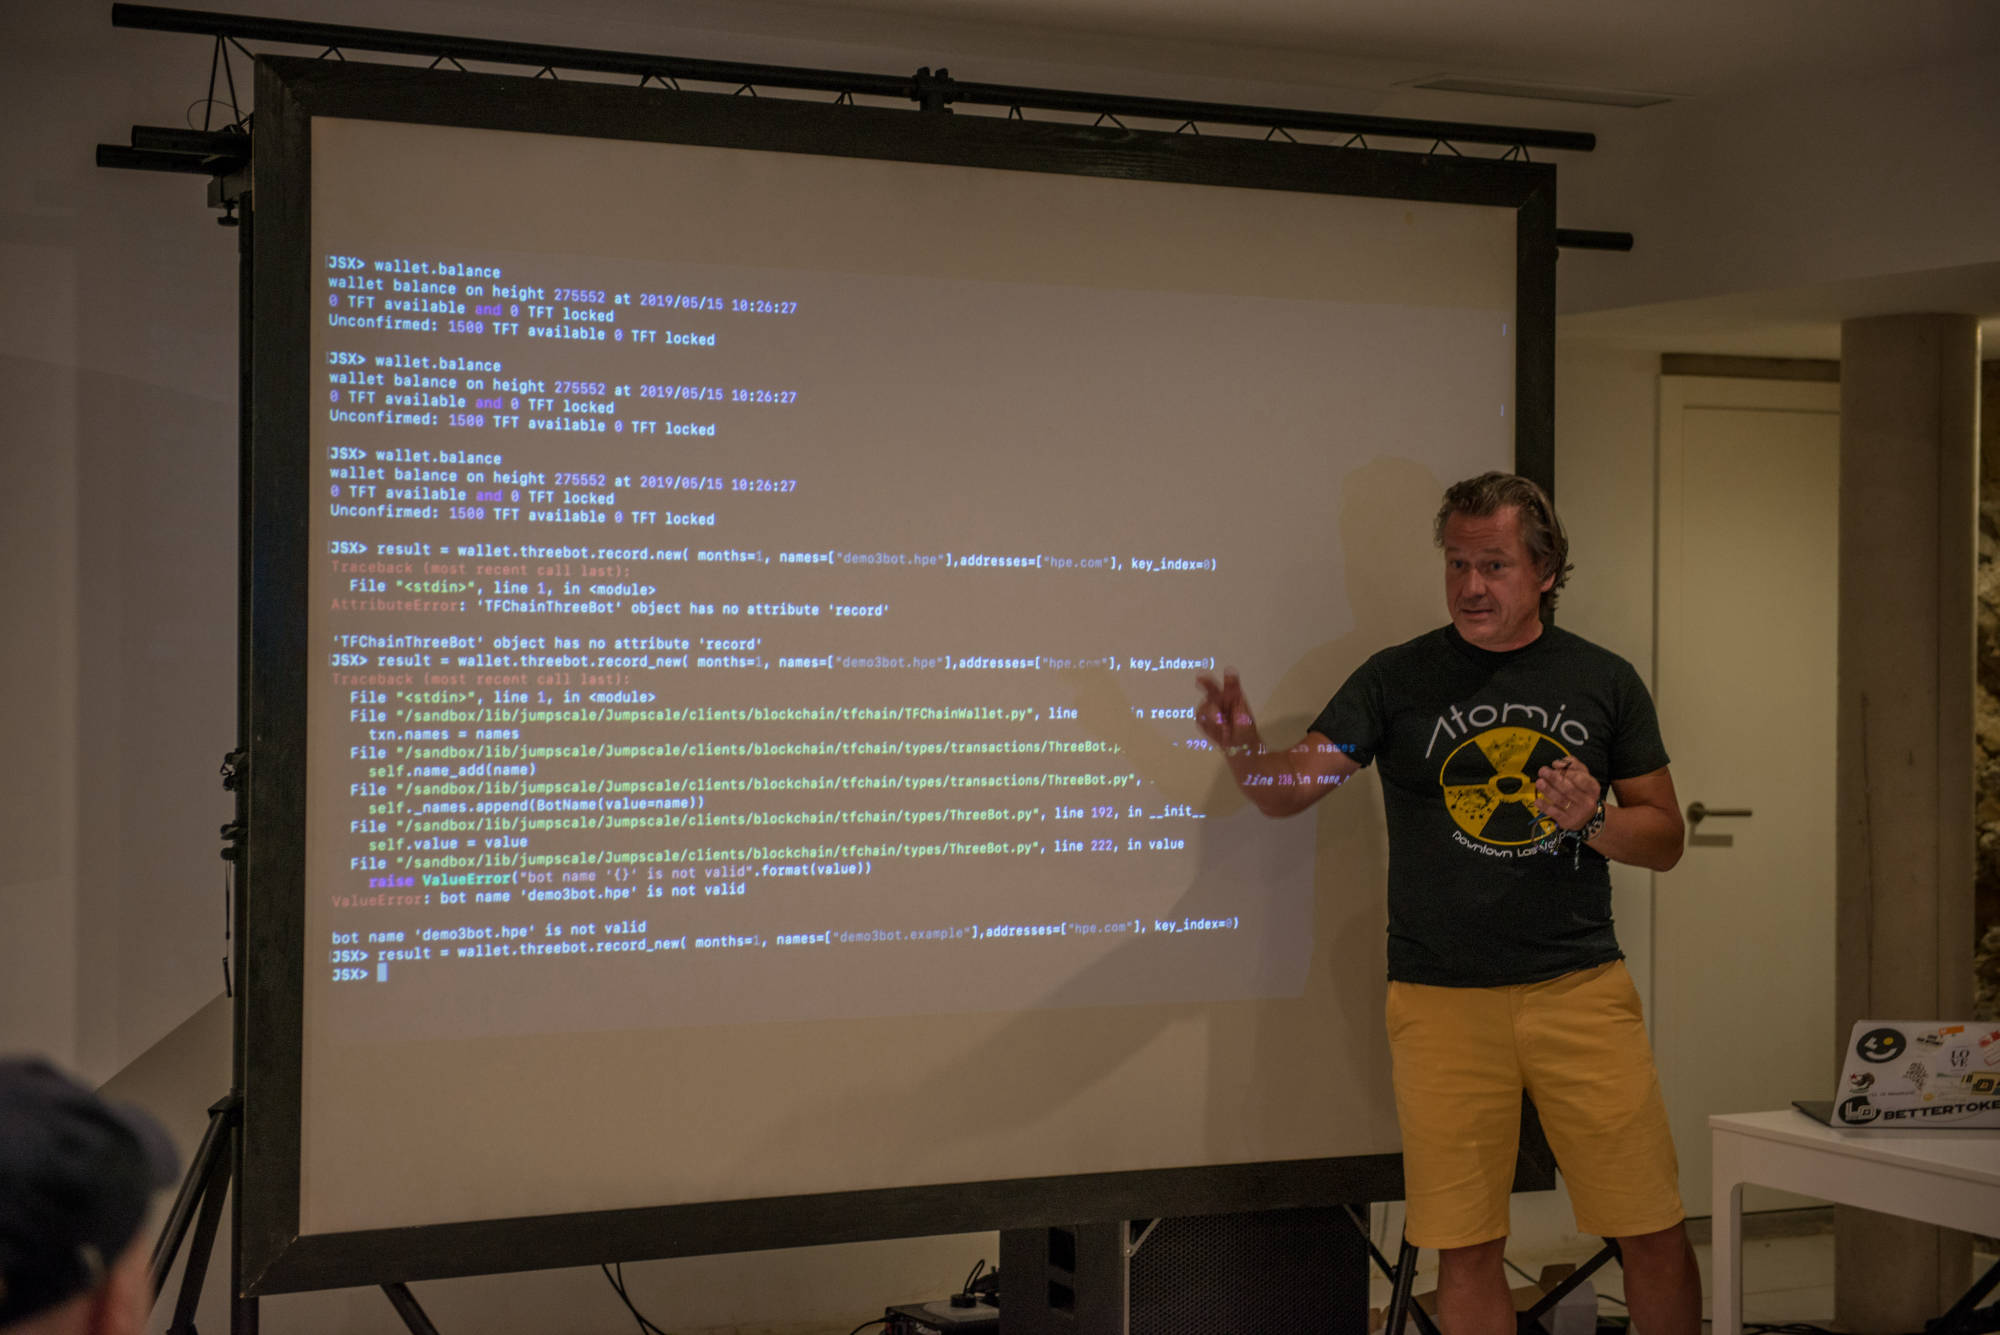 JSX> wallet.balance
wallet balance on height 275552 at 2019/05/15 10:26:27
0 TFT available and 0 TFT locked
Unconfirmed: 1500 TFT available 0 TFT locked
JSX> wallet.balance
wallet balance on height 275552 at 2019/05/15 10:26:27
0 TFT available and 0 TFT locked
Unconfirmed: 1500 TFT available 0 TFT locked
JSX> wallet.balance
wallet balance on height 275552 at 2019/05/15 10:26:27
0 TFT available and 0 TFT locked
Unconfirmed: 1500 TFT available 0 TFT locked
JSX> result = wallet.threebot.record.new( months=1, names=["demo3bot.hpe"],addresses=["hpe.com"], key_index=0)
Traceback (most recent call last):
File "<stdin>", line 1, in <module>
AttributeError: 'TFChainThreeBot' object has no attribute 'record'
'TFChainThreeBot' object has no attribute 'record'
JSX> result = wallet.threebot.record_new( months=1, names=["demo3bot.hpe"],addresses=["hpe.com"], key_index=0)
Traceback (most recent call last):
File "<stdin>", line 1, in <module>
File "/sandbox/lib/jumpscale/Jumpscale/clients/blockchain/tfchain/TFChainWallet.py", line
txn.names = names
File "/sandbox/lib/jumpscale/Jumpscale/clients/blockchain/tfchain/types/transactions/ThreeBot.p 229, in names
self.name_add(name)
File "/sandbox/lib/jumpscale/Jumpscale/clients/blockchain/tfchain/types/transactions/ThreeBot.py", line 238, in
self._names.append(BotName(value=name))
File "/sandbox/lib/jumpscale/Jumpscale/clients/blockchain/tfchain/types/ThreeBot.py", line 192, in __init__
self.value = value
File "/sandbox/lib/jumpscale/Jumpscale/clients/blockchain/tfchain/types/ThreeBot.py", line 222, in value
raise ValueError("bot name '{}' is not valid".format(value))
ValueError: bot name 'demo3bot.hpe' is not valid
bot name 'demo3bot.hpe' is not valid
JSX> result = wallet.threebot.record_new( months=1, names=["demo3bot.example"],addresses=["hpe.com"], key_index=0)
JSX>
Atomic
Downtown
LOVE
BETTERTOKE